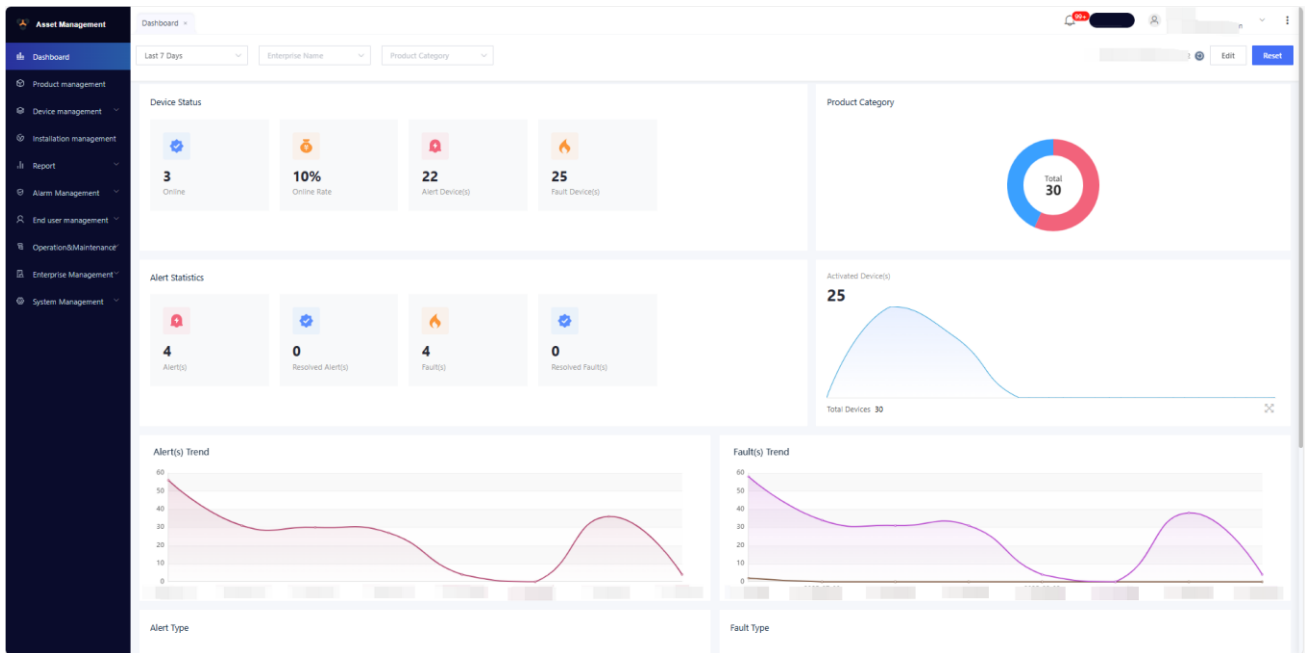 Asset Management
Dashboard
Product management
Device management
Installation management
Report
Alarm Management
End user management
Operation&Maintenance
Enterprise Management
System Management
Dashboard ×
99+
Last 7 Days
Enterprise Name
Product Category
Edit
Reset
Device Status
3
Online
10%
Online Rate
22
Alert Device(s)
25
Fault Device(s)
Product Category
Total
30
Alert Statistics
4
Alert(s)
0
Resolved Alert(s)
4
Fault(s)
0
Resolved Fault(s)
Activated Device(s)
25
Total Devices 30
Alert(s) Trend
60
50
40
30
20
10
0
Fault(s) Trend
60
50
40
30
20
10
0
Alert Type
Fault Type